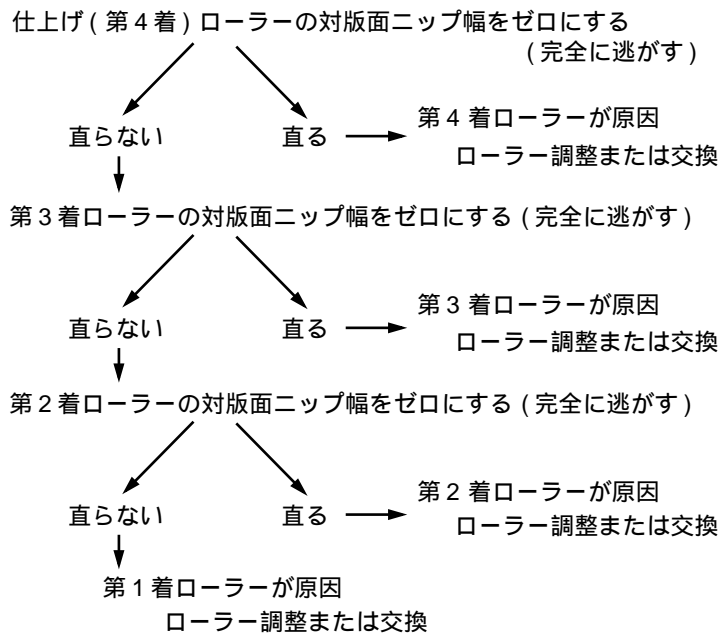 仕上げ(第4着)ローラーの対版面ニップ幅をゼロにする
(完全に逃がす)
直らない 直る 第4着ローラーが原因
ローラー調整または交換
第3着ローラーの対版面ニップ幅をゼロにする(完全に逃がす)
直らない 直る 第3着ローラーが原因
ローラー調整または交換
第2着ローラーの対版面ニップ幅をゼロにする(完全に逃がす)
直らない 直る 第2着ローラーが原因
ローラー調整または交換
第1着ローラーが原因
ローラー調整または交換